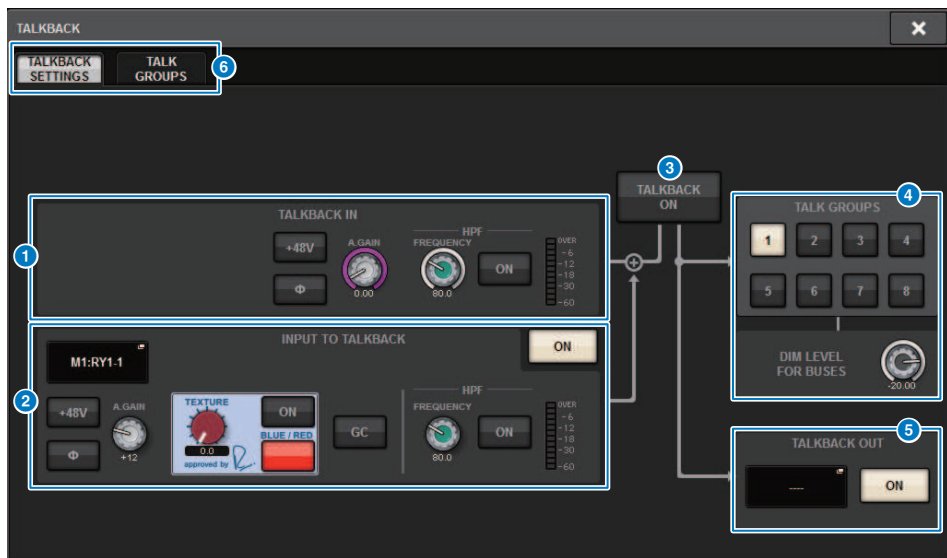 TALKBACK
TALKBACK
SETTINGS
TALK
GROUPS
6
3
TALKBACK
ON
4
TALK GROUPS
1 2 3 4
5 6 7 8
DIM LEVEL
FOR BUSES
-20.00
1
TALKBACK IN
+48V
Φ
A.GAIN
0.00
HPF
FREQUENCY
80.0
ON
OVER
-6
-12
-18
-30
-60
2
INPUT TO TALKBACK
ON
M1:RY1-1
+48V
Φ
A.GAIN
+12
TEXTURE
0.0
approved by
ON
BLUE / RED
GC
HPF
FREQUENCY
80.0
ON
OVER
-6
-12
-18
-30
-60
5
TALKBACK OUT
----
ON